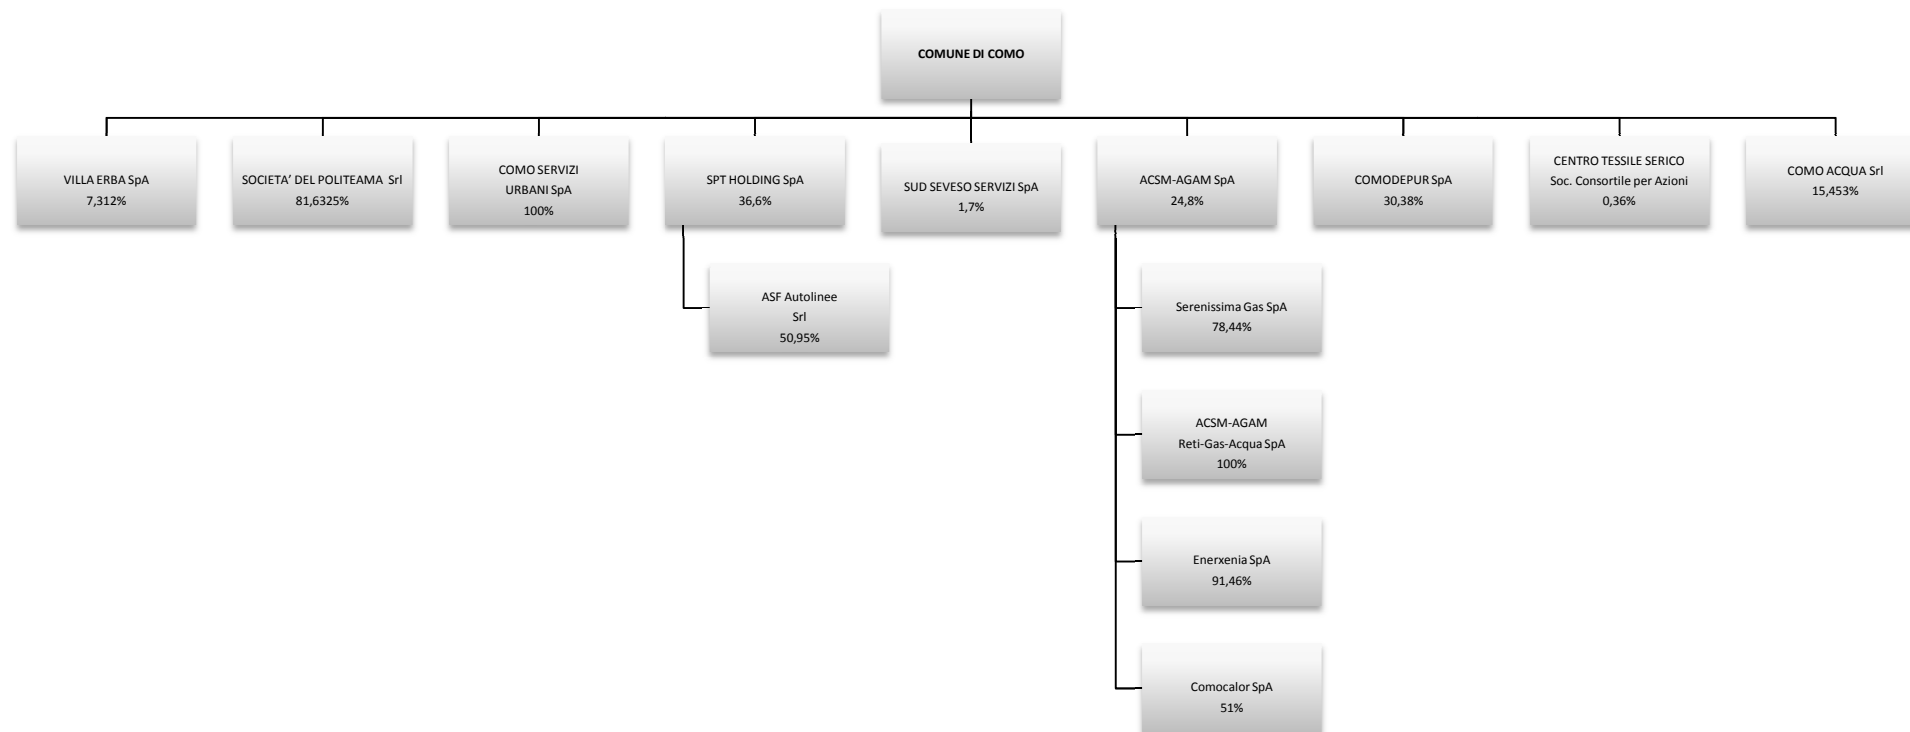 COMUNE DI COMO
VILLA ERBA SpA
7,312%
SOCIETA’ DEL POLITEAMA Srl
81,6325%
COMO SERVIZI
URBANI SpA
100%
SPT HOLDING SpA
36,6%
SUD SEVESO SERVIZI SpA
1,7%
ACSM-AGAM SpA
24,8%
COMODEPUR SpA
30,38%
CENTRO TESSILE SERICO
Soc. Consortile per Azioni
0,36%
COMO ACQUA Srl
15,453%
ASF Autolinee
Srl
50,95%
Serenissima Gas SpA
78,44%
ACSM-AGAM
Reti-Gas-Acqua SpA
100%
Enerxenia SpA
91,46%
Comocalor SpA
51%